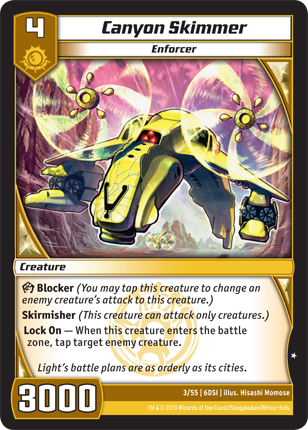 4
Canyon Skimmer
Enforcer
Creature
Blocker (You may tap this creature to change an
enemy creature's attack to this creature.)
Skirmisher (This creature can attack only creatures.)
Lock On — When this creature enters the battle
zone, tap target enemy creature.
Light's battle plans are as orderly as its cities.
3000
3/55 | 6DSI | illus. Hisashi Momose
TM & © 2013 Wizards of the Coast/Shogakukan/Mitsui-Kids